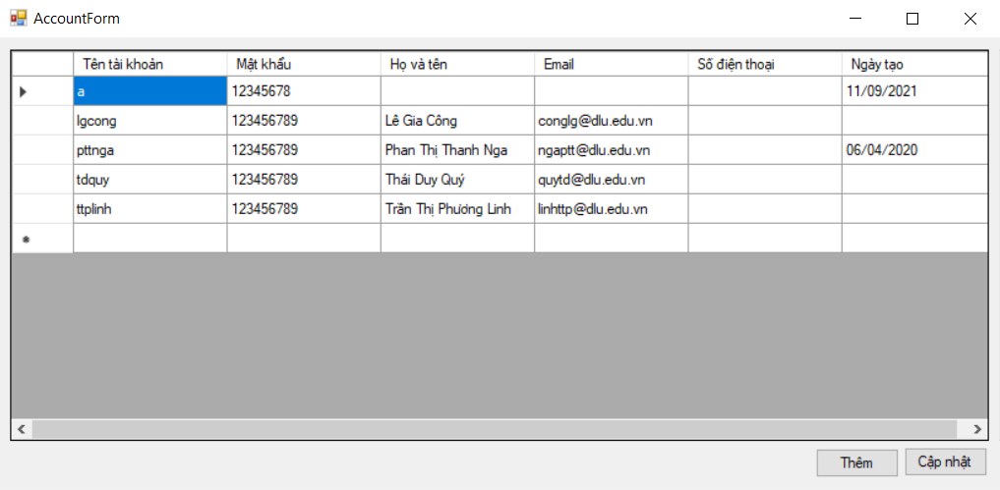 AccountForm
Tên tài khoản Mật khẩu Họ và tên Email Số điện thoại Ngày tạo
a 12345678 11/09/2021
lgcong 123456789 Lê Gia Công conglg@dlu.edu.vn
pttnga 123456789 Phan Thị Thanh Nga ngaptt@dlu.edu.vn 06/04/2020
tdquy 123456789 Thái Duy Quý quytd@dlu.edu.vn
ttplinh 123456789 Trần Thị Phương Linh linhttp@dlu.edu.vn
Thêm Cập nhật